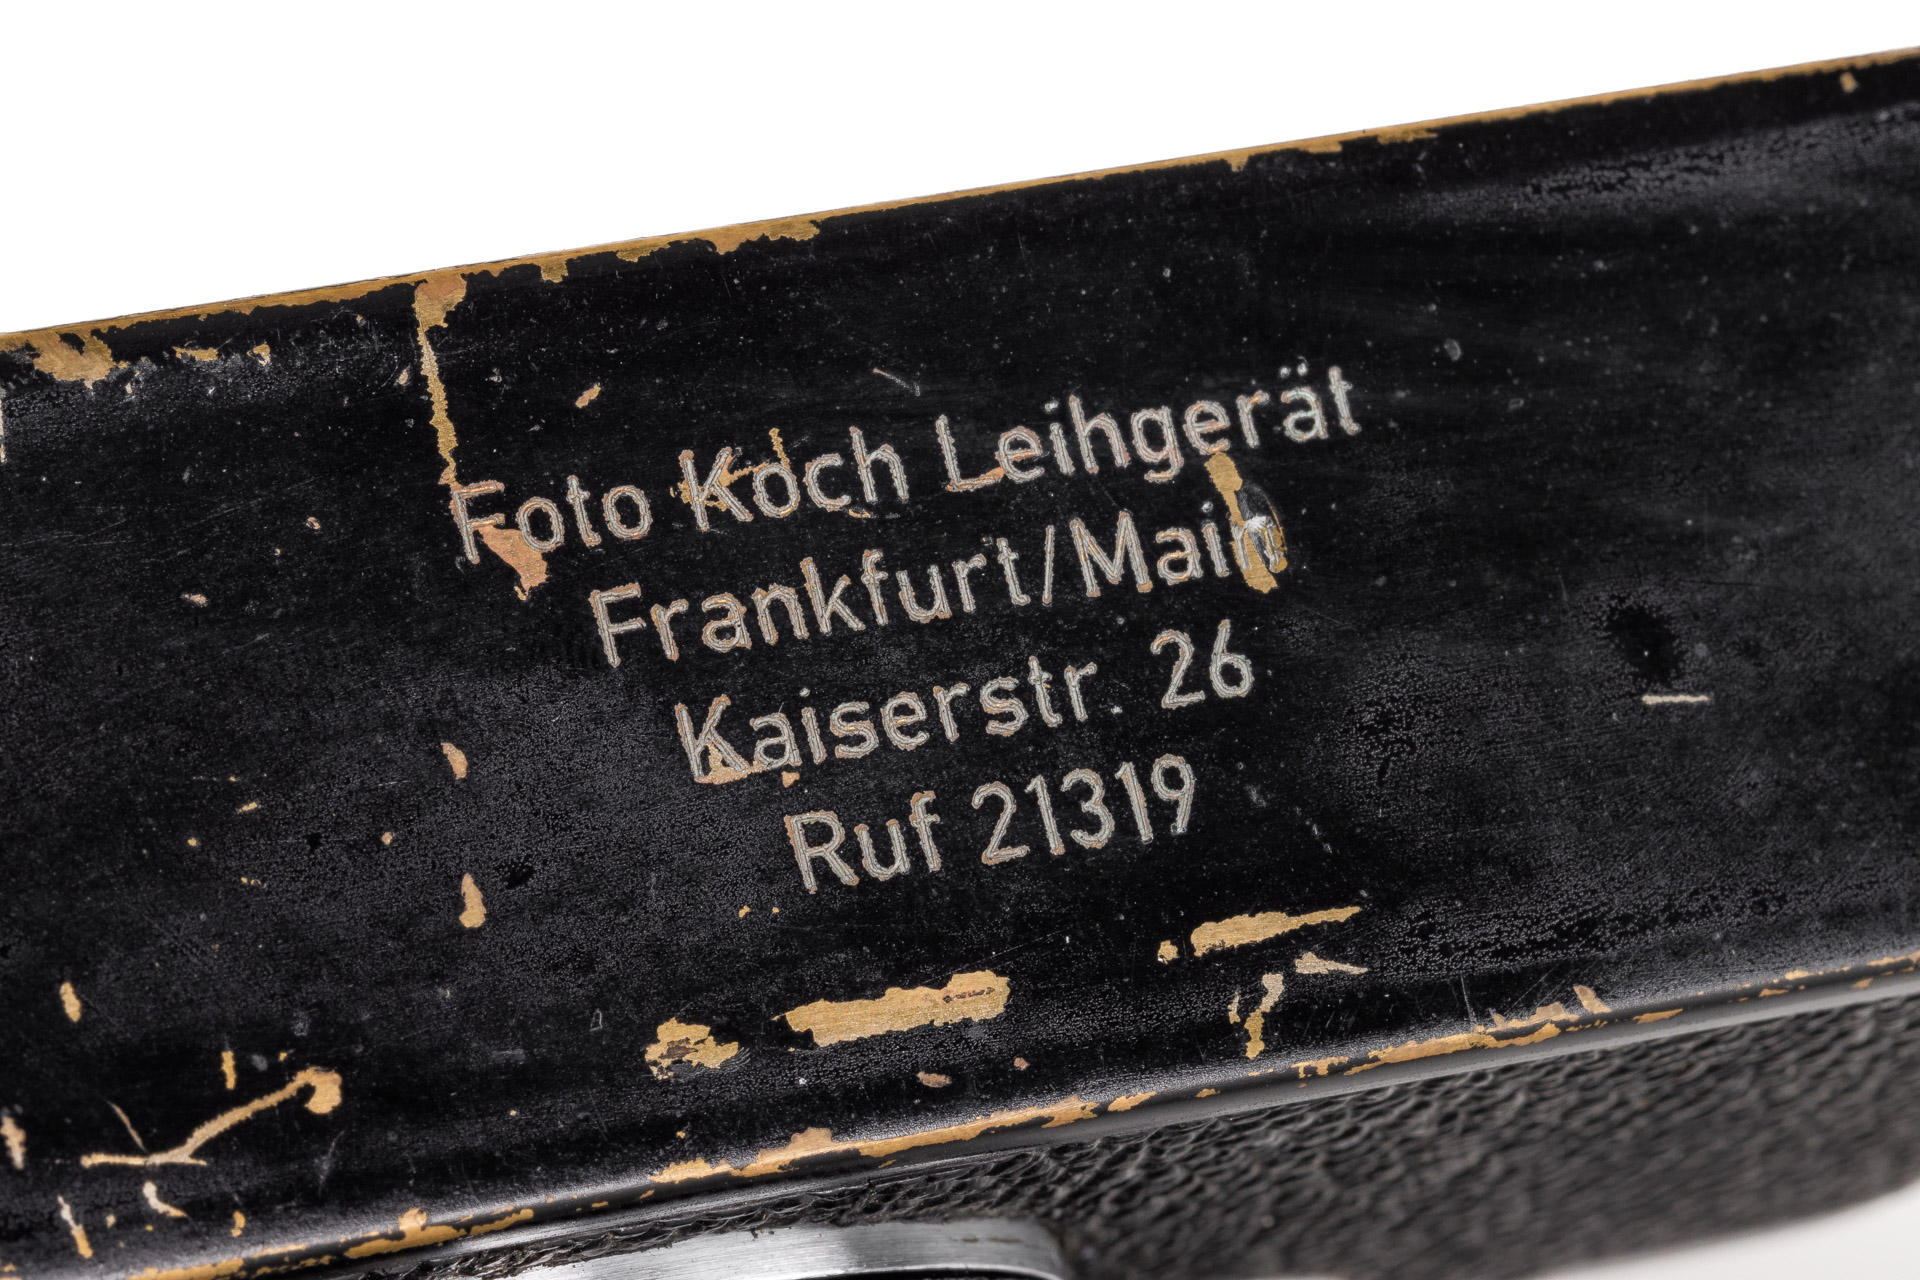 Foto Koch Leihgerät
Frankfurt/Main
Kaiserstr. 26
Ruf 21319